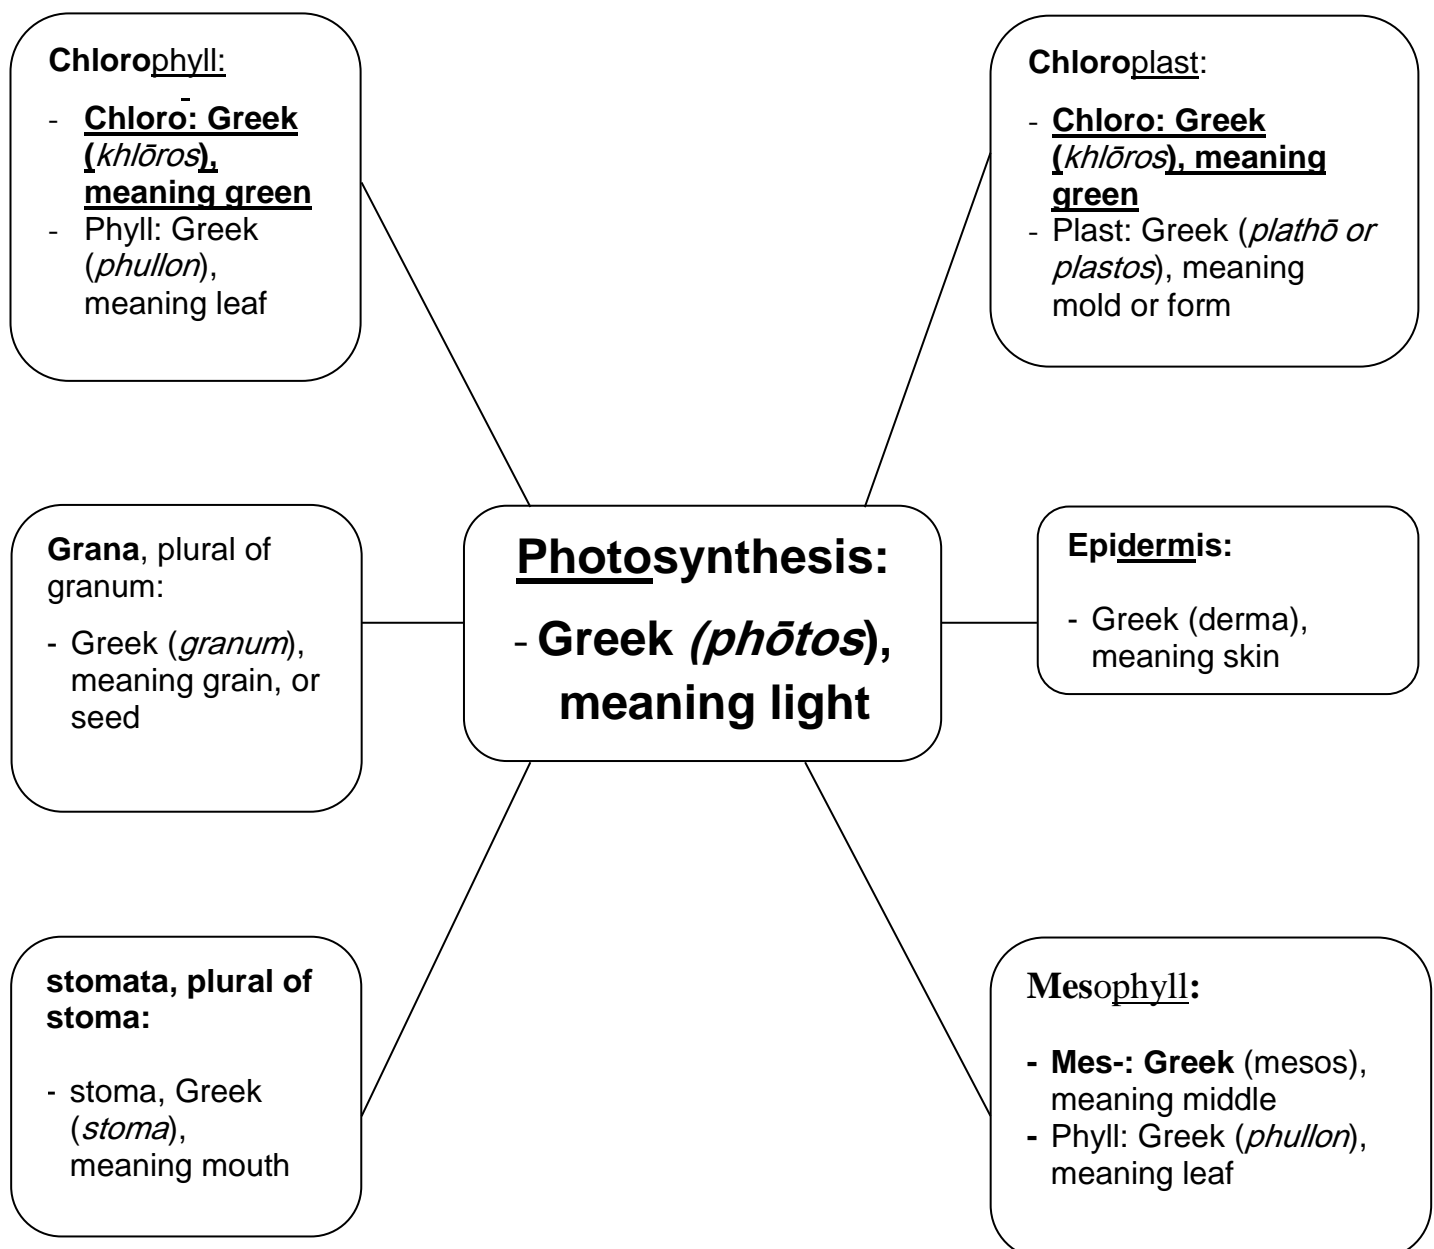 Chlorophyll:
- Chloro: Greek
(khlōros),
meaning green
- Phyll: Greek
(phullon),
meaning leaf
Chloroplast:
- Chloro: Greek
(khlōros), meaning
green
- Plast: Greek (plathō or
plastos), meaning
mold or form
Grana, plural of
granum:
- Greek (granum),
meaning grain, or
seed
Photosynthesis:
- Greek (phōtos),
meaning light
Epidermis:
- Greek (derma),
meaning skin
stomata, plural of
stoma:
- stoma, Greek
(stoma),
meaning mouth
Mesophyll:
- Mes-: Greek (mesos),
meaning middle
- Phyll: Greek (phullon),
meaning leaf